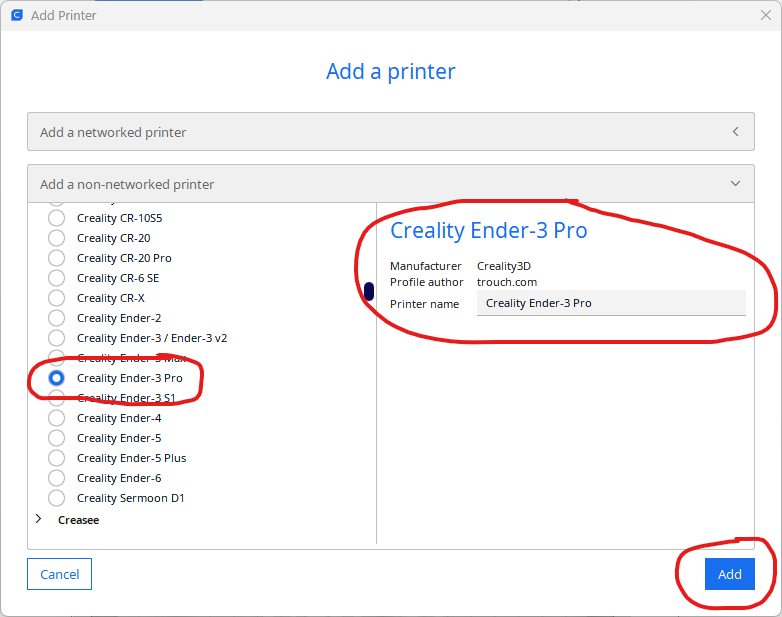 Add Printer
Add a printer
Add a networked printer
Add a non-networked printer
Creality CR-10S5
Creality CR-20
Creality CR-20 Pro
Creality CR-6 SE
Creality CR-X
Creality Ender-2
Creality Ender-3 / Ender-3 v2
Creality Ender-3 Max
Creality Ender-3 Pro
Creality Ender-3 S1
Creality Ender-4
Creality Ender-5
Creality Ender-5 Plus
Creality Ender-6
Creality Sermoon D1
Creasee
Creality Ender-3 Pro
Manufacturer Creality3D
Profile author trouch.com
Printer name Creality Ender-3 Pro
Cancel
Add